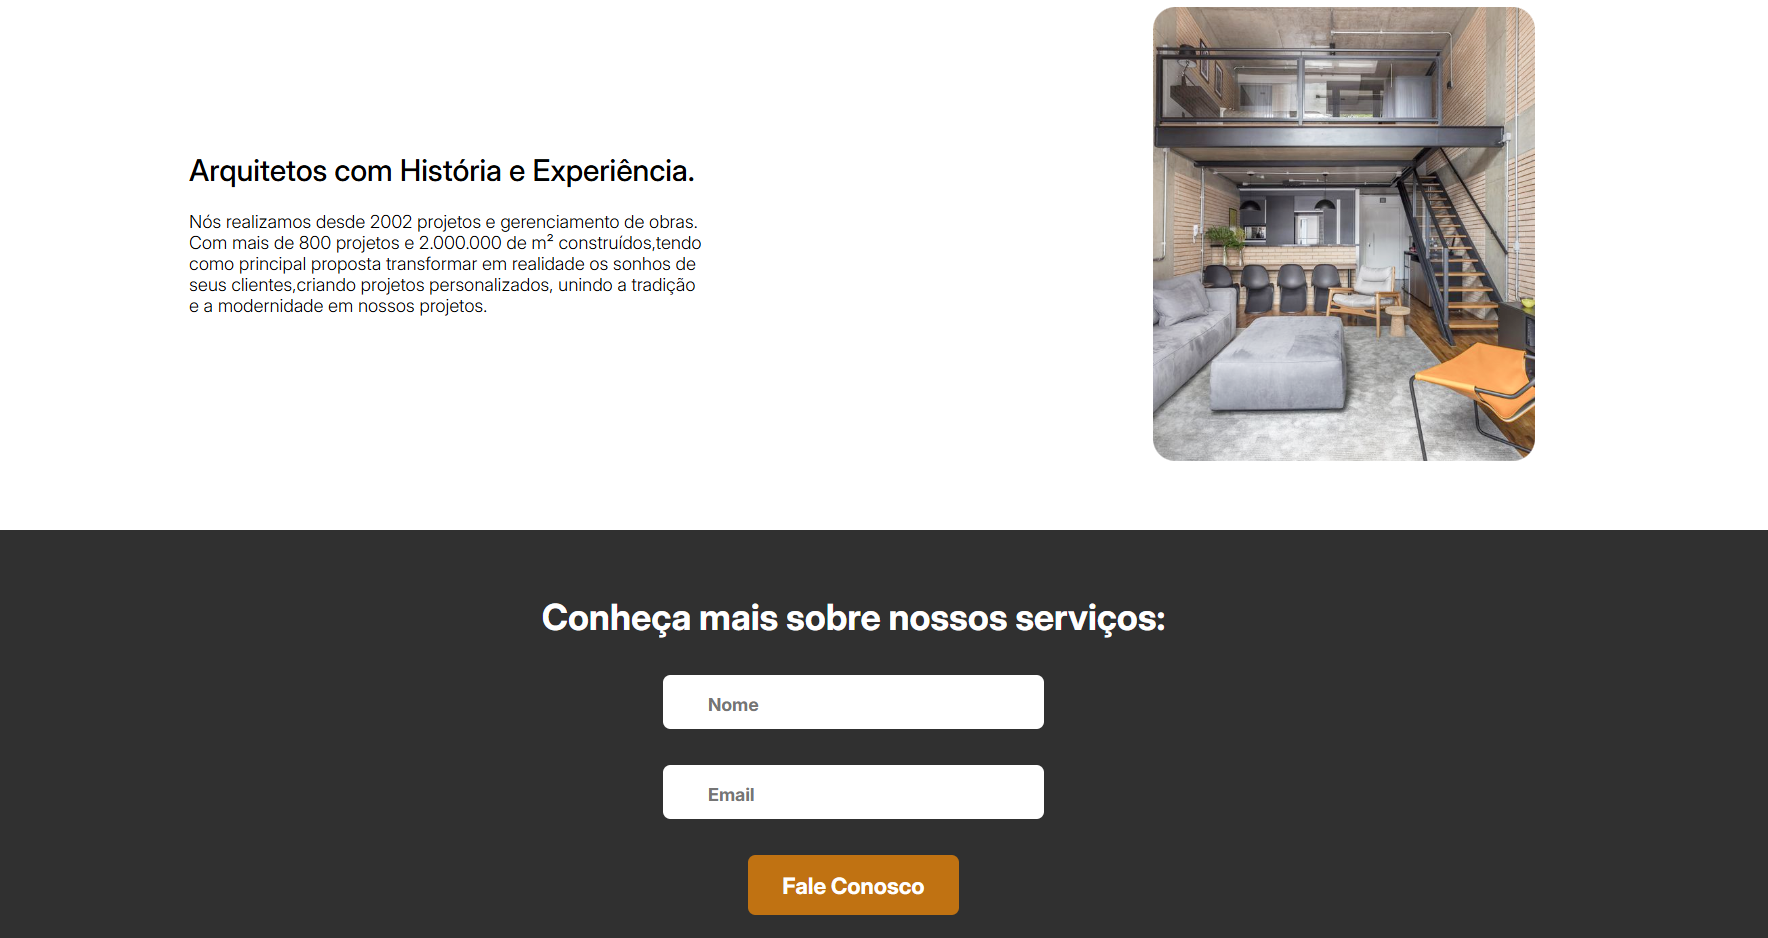 Arquitetos com História e Experiência.
Nós realizamos desde 2002 projetos e gerenciamento de obras.
Com mais de 800 projetos e 2.000.000 de m² construídos,tendo
como principal proposta transformar em realidade os sonhos de
seus clientes,criando projetos personalizados, unindo a tradição
e a modernidade em nossos projetos.
Conheça mais sobre nossos serviços:
Nome
Email
Fale Conosco